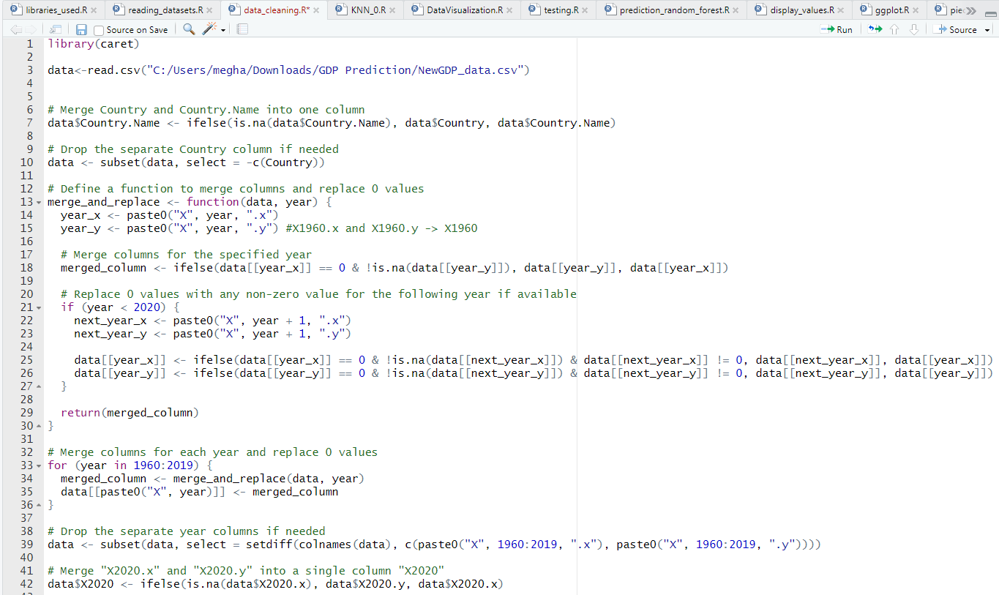 libraries_used.R × reading_datasets.R × data_cleaning.R* × KNN_0.R × DataVisualization.R × testing.R × prediction_random_forest.R × display_values.R × ggplot.R ×
Source on Save Run Source
1 library(caret)
2
3 data<-read.csv("C:/Users/megha/Downloads/GDP Prediction/NewGDP_data.csv")
4
5
6 # Merge Country and Country.Name into one column
7 data$Country.Name <- ifelse(is.na(data$Country.Name), data$Country, data$Country.Name)
8
9 # Drop the separate Country column if needed
10 data <- subset(data, select = -c(Country))
11
12 # Define a function to merge columns and replace 0 values
13 merge_and_replace <- function(data, year) {
14 year_x <- paste0("X", year, ".x")
15 year_y <- paste0("X", year, ".y") #X1960.x and X1960.y -> X1960
16
17 # Merge columns for the specified year
18 merged_column <- ifelse(data[[year_x]] == 0 & !is.na(data[[year_y]]), data[[year_y]], data[[year_x]])
19
20 # Replace 0 values with any non-zero value for the following year if available
21 if (year < 2020) {
22 next_year_x <- paste0("X", year + 1, ".x")
23 next_year_y <- paste0("X", year + 1, ".y")
24
25 data[[year_x]] <- ifelse(data[[year_x]] == 0 & !is.na(data[[next_year_x]]) & data[[next_year_x]] != 0, data[[next_year_x]], data[[year_x]])
26 data[[year_y]] <- ifelse(data[[year_y]] == 0 & !is.na(data[[next_year_y]]) & data[[next_year_y]] != 0, data[[next_year_y]], data[[year_y]])
27 }
28
29 return(merged_column)
30 }
31
32 # Merge columns for each year and replace 0 values
33 for (year in 1960:2019) {
34 merged_column <- merge_and_replace(data, year)
35 data[[paste0("X", year)]] <- merged_column
36 }
37
38 # Drop the separate year columns if needed
39 data <- subset(data, select = setdiff(colnames(data), c(paste0("X", 1960:2019, ".x"), paste0("X", 1960:2019, ".y"))))
40
41 # Merge "X2020.x" and "X2020.y" into a single column "X2020"
42 data$X2020 <- ifelse(is.na(data$X2020.x), data$X2020.y, data$X2020.x)